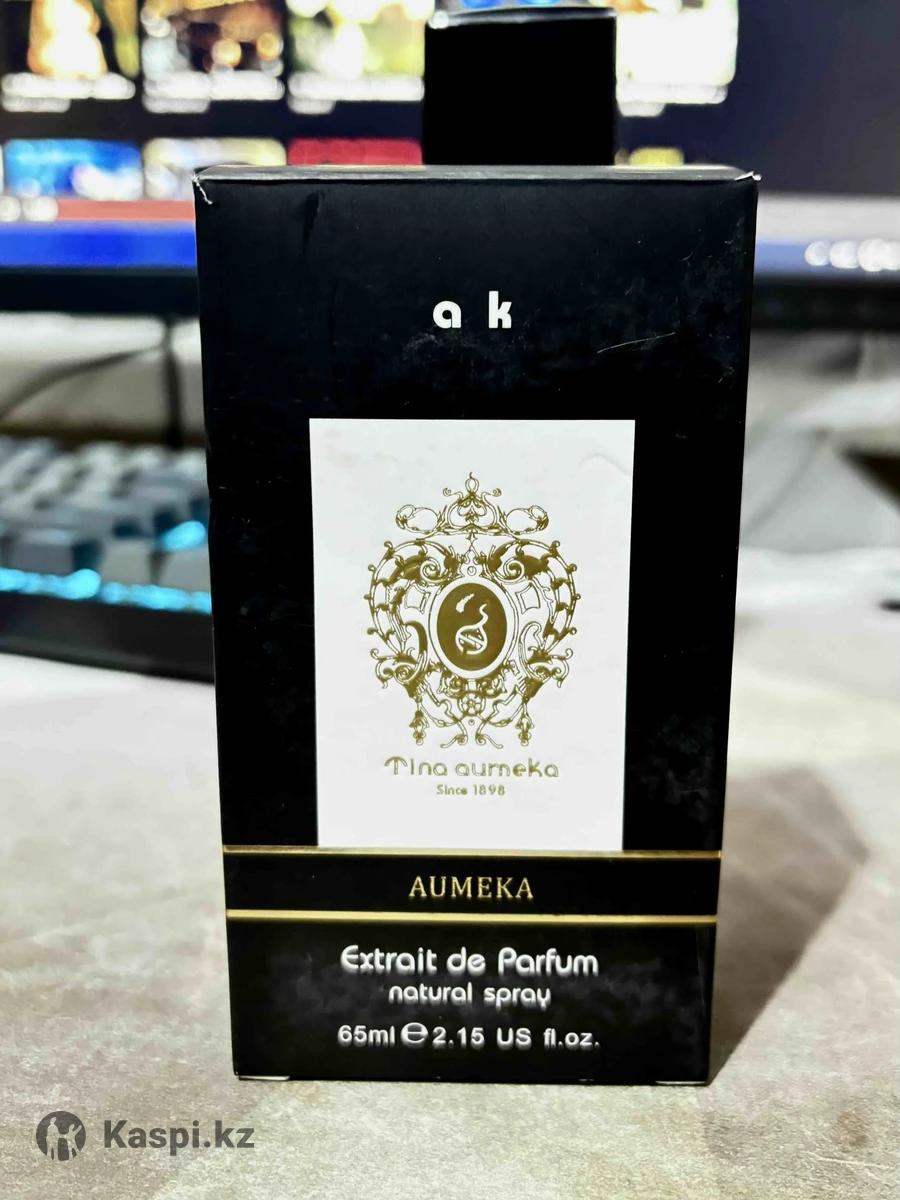 a k
Tina aumeka
Since 1898
AUMEKA
Extrait de Parfum
natural spray
65ml ℮ 2.15 US fl.oz.
Kaspi.kz